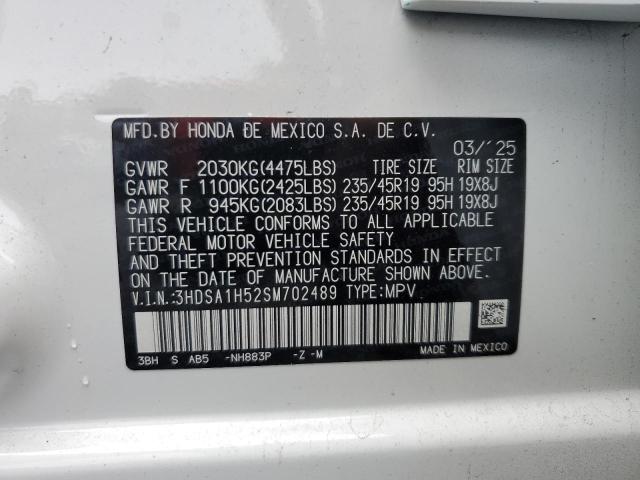 MFD.BY HONDA DE MEXICO S.A. DE C.V.
03/'25
GVWR 2030KG(4475LBS) TIRE SIZE RIM SIZE
GAWR F 1100KG(2425LBS) 235/45R19 95H 19X8J
GAWR R 945KG(2083LBS) 235/45R19 95H 19X8J
THIS VEHICLE CONFORMS TO ALL APPLICABLE
FEDERAL MOTOR VEHICLE SAFETY
AND THEFT PREVENTION STANDARDS IN EFFECT
ON THE DATE OF MANUFACTURE SHOWN ABOVE.
V.I.N.:3HDSA1H52SM702489 TYPE:MPV
3BH S AB5 -NH883P -Z -M MADE IN MEXICO